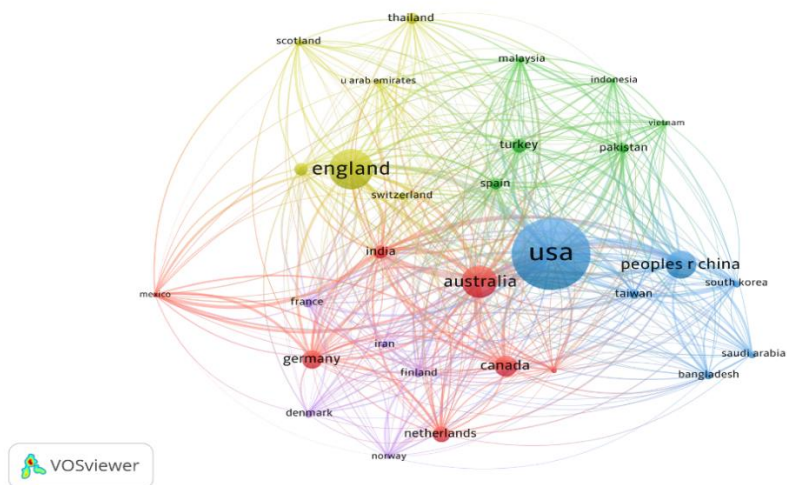 thailand
scotland
malaysia
u arab emirates
indonesia
vietnam
turkey
pakistan
england
spain
switzerland
india
usa
peoples r china
australia
south korea
mexico
france
taiwan
iran
saudi arabia
germany
canada
finland
bangladesh
denmark
netherlands
norway
VOSviewer